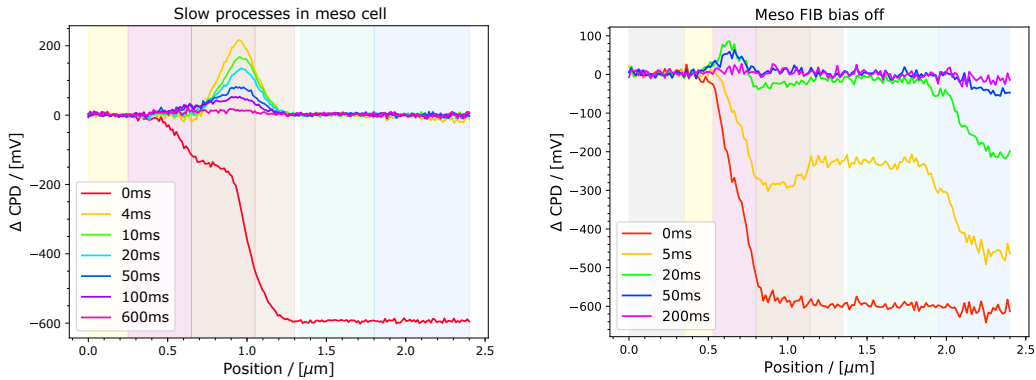 Slow processes in meso cell
Δ CPD / [mV]
200
0
−200
−400
−600
0ms
4ms
10ms
20ms
50ms
100ms
600ms
0.0 0.5 1.0 1.5 2.0 2.5
Position / [μm]
Meso FIB bias off
Δ CPD / [mV]
100
0
−100
−200
−300
−400
−500
−600
0ms
5ms
20ms
50ms
200ms
0.0 0.5 1.0 1.5 2.0 2.5
Position / [μm]